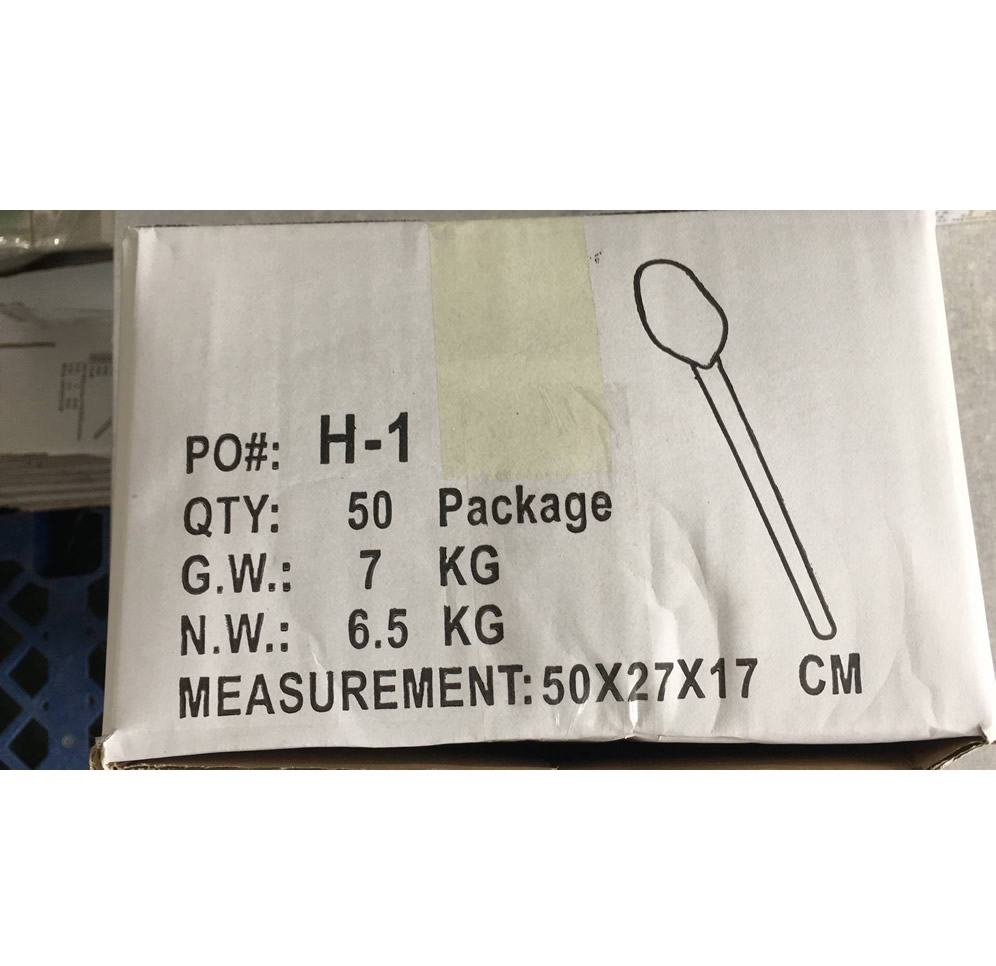 PO#: H-1
QTY: 50 Package
G.W.: 7 KG
N.W.: 6.5 KG
MEASUREMENT: 50X27X17 CM